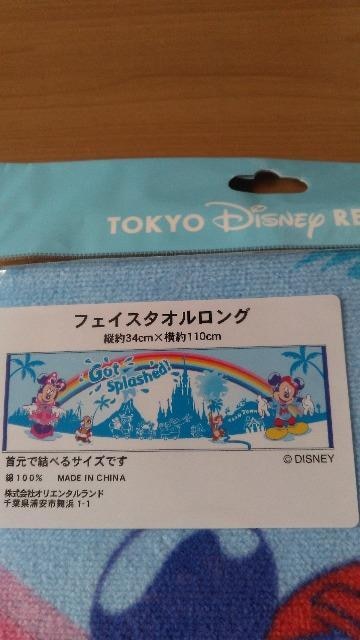 TOKYO Disney RE
フェイスタオルロング
縦約34cm×横約110cm
Got
Splashed!
TOON TOWN
首元で結べるサイズです
© DISNEY
綿100% MADE IN CHINA
株式会社オリエンタルランド
千葉県浦安市舞浜 1-1